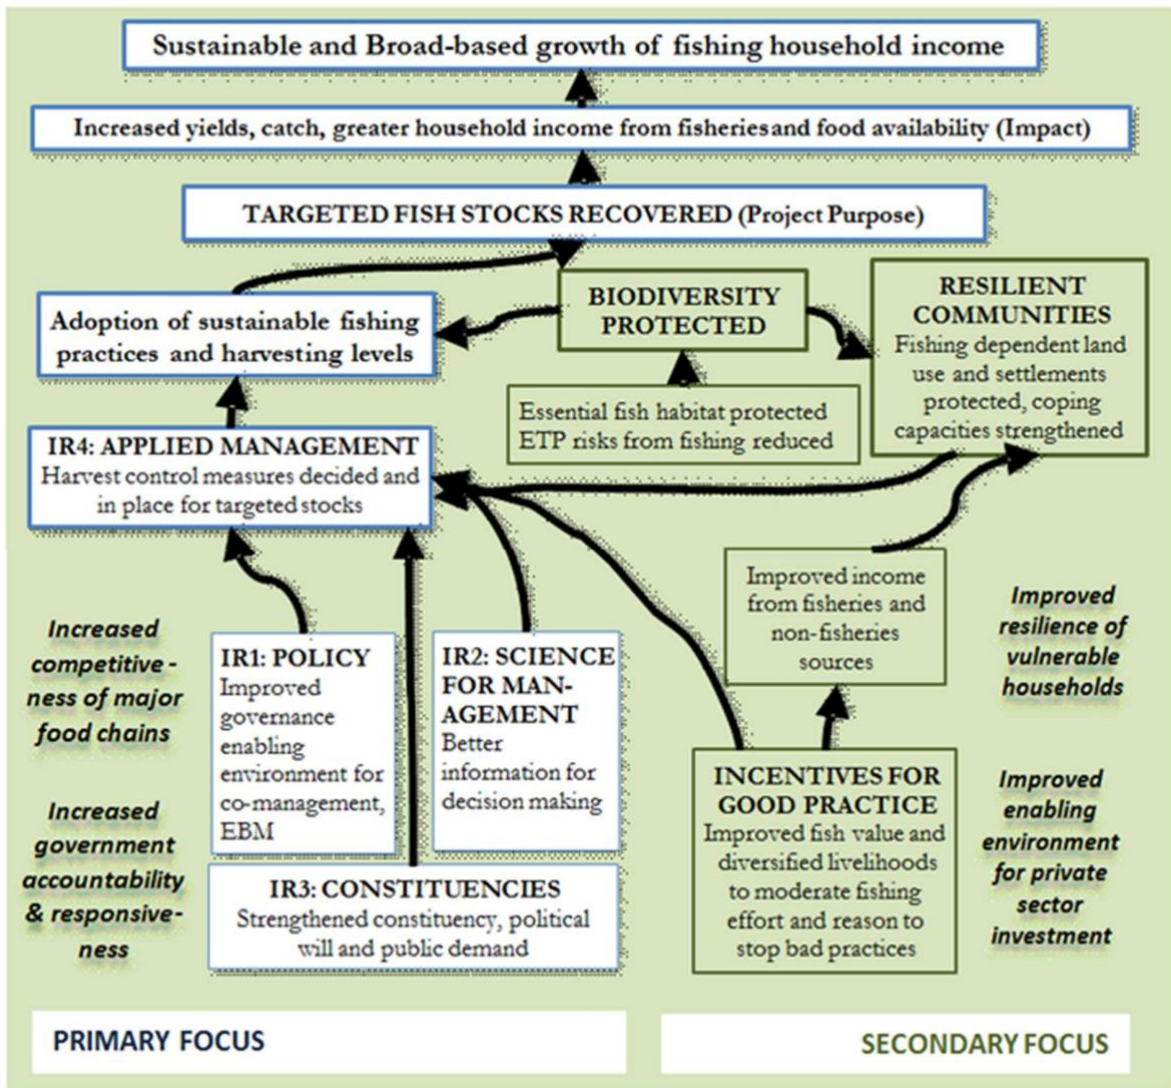 Sustainable and Broad-based growth of fishing household income
Increased yields, catch, greater household income from fisheries and food availability (Impact)
TARGETED FISH STOCKS RECOVERED (Project Purpose)
Adoption of sustainable fishing
practices and harvesting levels
BIODIVERSITY
PROTECTED
RESILIENT
COMMUNITIES
Fishing dependent land
use and settlements
protected, coping
capacities strengthened
Essential fish habitat protected
ETP risks from fishing reduced
IR4: APPLIED MANAGEMENT
Harvest control measures decided and
in place for targeted stocks
Improved income
from fisheries and
non-fisheries
sources
Improved
resilience of
vulnerable
households
Increased
competitive -
ness of major
food chains
IR1: POLICY
Improved
governance
enabling
environment for
co-management,
EBM
IR2: SCIENCE
FOR MAN-
AGEMENT
Better
information for
decision making
INCENTIVES FOR
GOOD PRACTICE
Improved fish value and
diversified livelihoods
to moderate fishing
effort and reason to
stop bad practices
Improved
enabling
environment
for private
sector
investment
Increased
government
accountability
& responsive-
ness
IR3: CONSTITUENCIES
Strengthened constituency, political
will and public demand
PRIMARY FOCUS
SECONDARY FOCUS